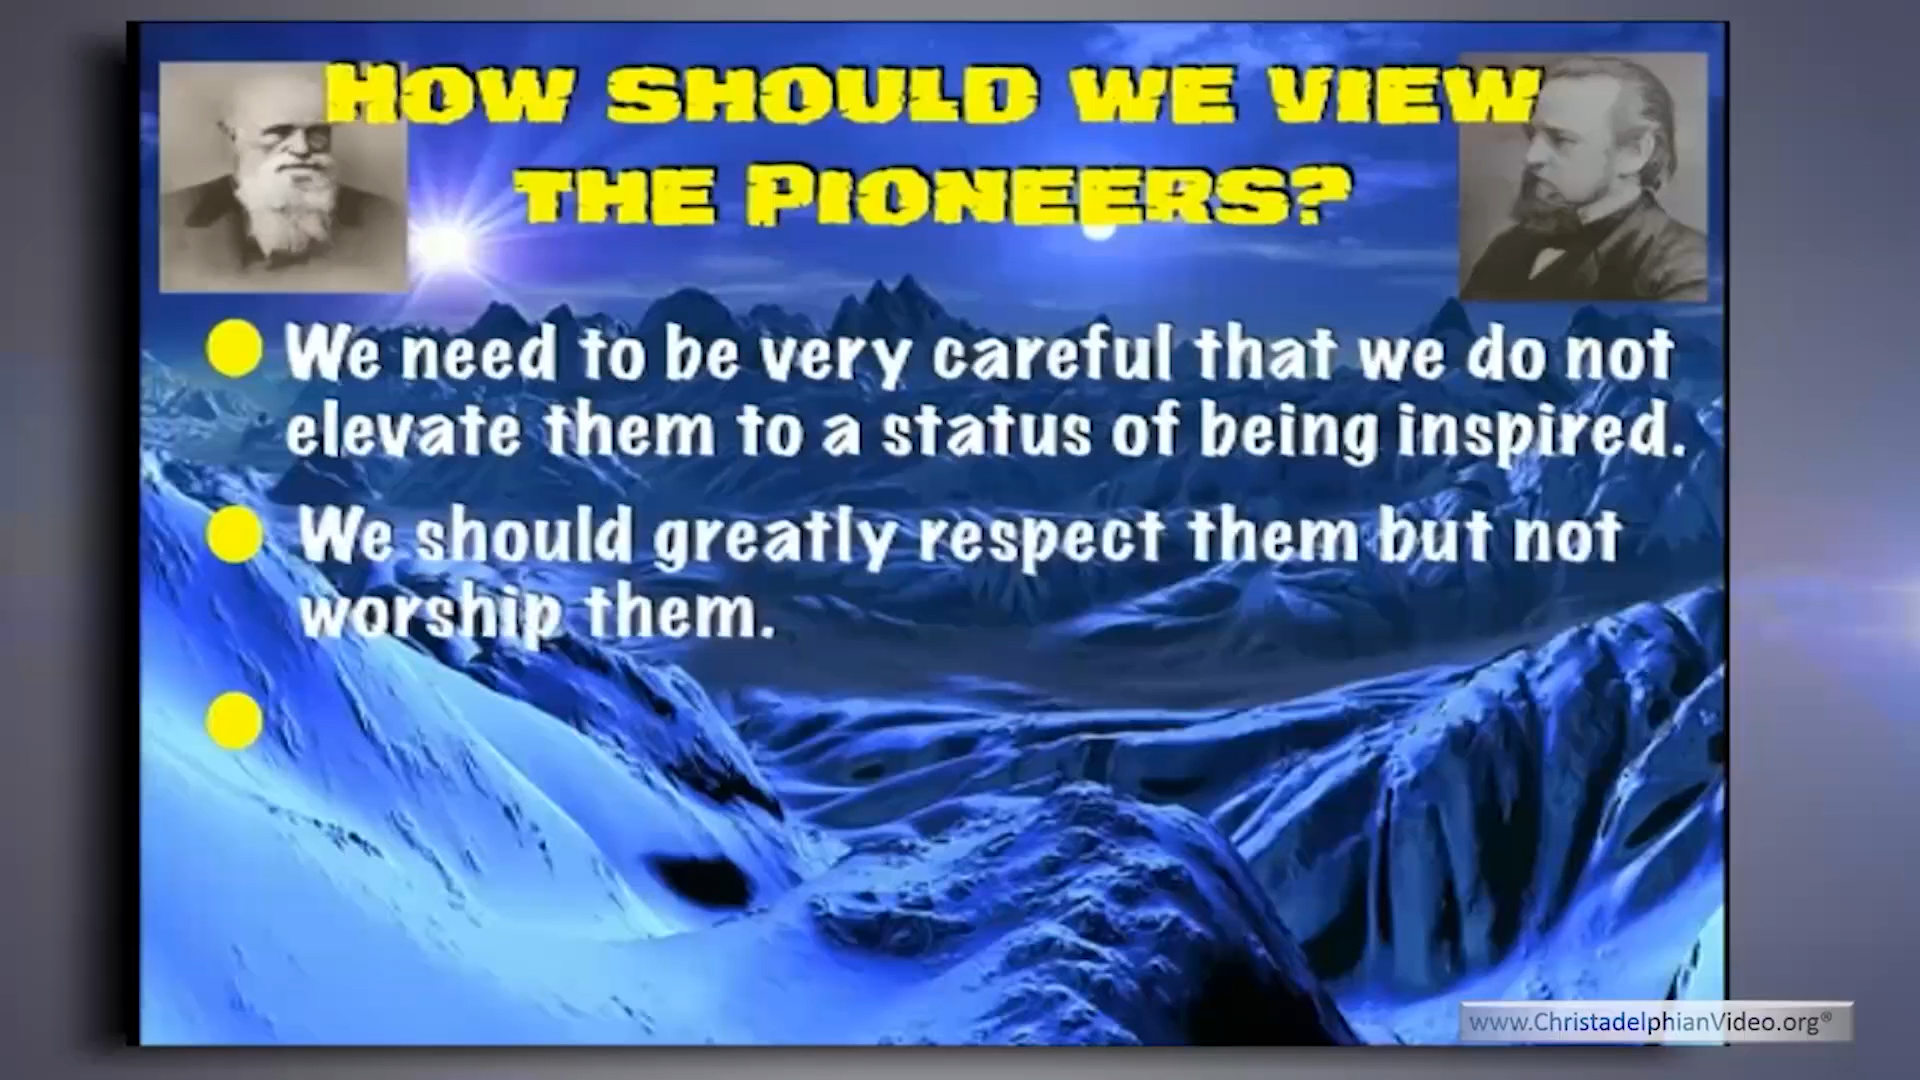 How should we view
the Pioneers?
We need to be very careful that we do not
elevate them to a status of being inspired.
We should greatly respect them but not
worship them.
www.ChristadelphianVideo.org®